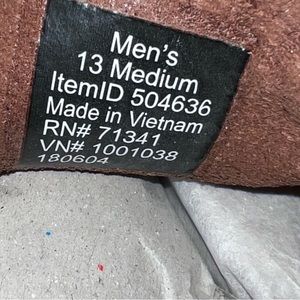 Men's
13 Medium
ItemID 504636
Made in Vietnam
RN# 71341
VN# 1001038
180604